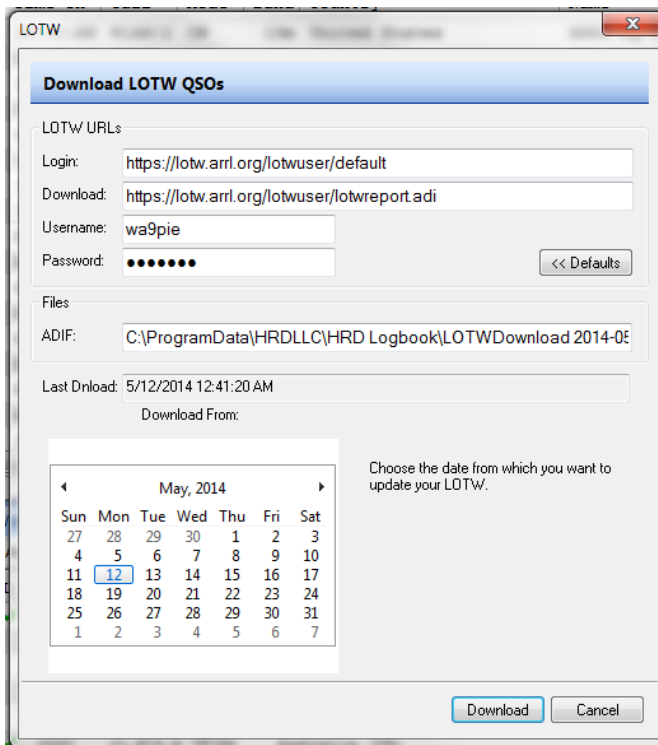 LOTW
Download LOTW QSOs
LOTW URLs
Login: https://lotw.arrl.org/lotwuser/default
Download: https://lotw.arrl.org/lotwuser/lotwreport.adi
Username: wa9pie
Password: ●●●●●●●
<< Defaults
Files
ADIF: C:\ProgramData\HRDLLC\HRD Logbook\LOTWDownload 2014-05
Last Dnload: 5/12/2014 12:41:20 AM
Download From:
Choose the date from which you want to
update your LOTW.
May, 2014
Sun Mon Tue Wed Thu Fri Sat
27 28 29 30 1 2 3
4 5 6 7 8 9 10
11 12 13 14 15 16 17
18 19 20 21 22 23 24
25 26 27 28 29 30 31
1 2 3 4 5 6 7
Download Cancel